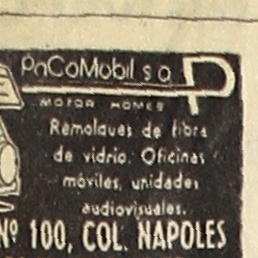 PaCoMobil s a
MOTOR HOMES
Remolques de fibra
de vidrio. Oficinas
móviles, unidades
audiovisuales.
Nº 100, COL. NAPOLES